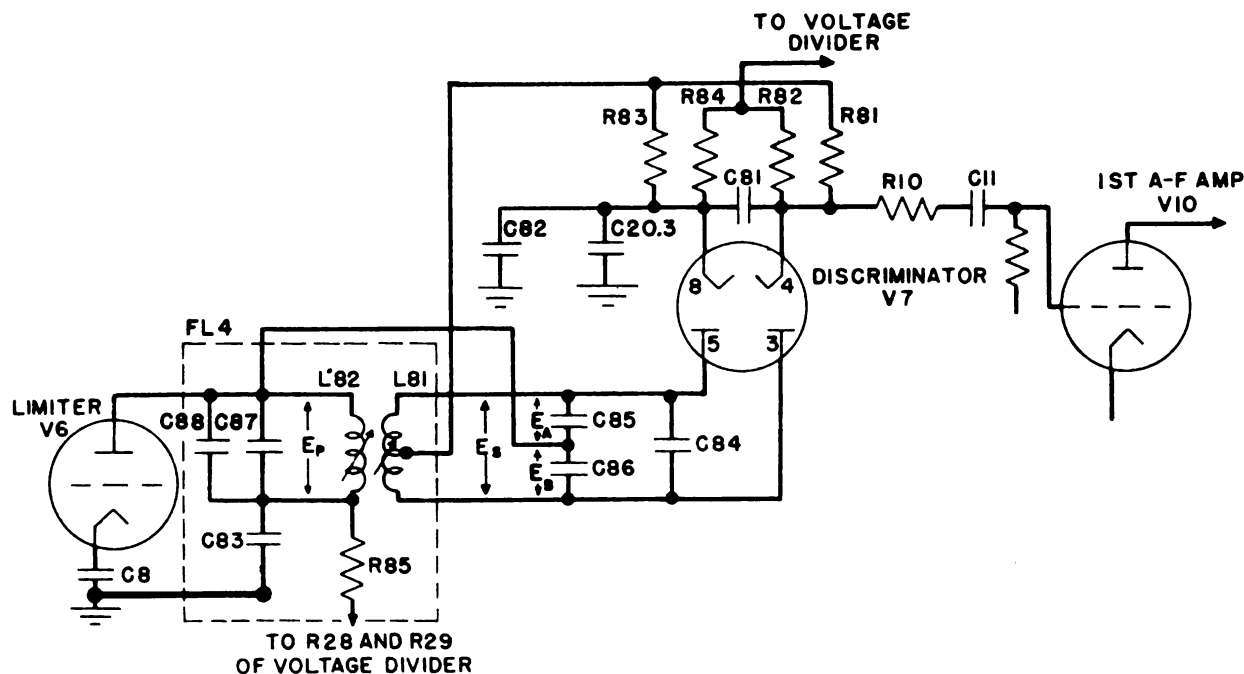 TO VOLTAGE
DIVIDER
R83
R84
R82
R81
C81
R10
C11
1ST A-F AMP
V10
C82
C20.3
8
4
DISCRIMINATOR
V7
5
3
FL4
L'82
L81
LIMITER
V6
C88
C87
EP
ES
EA
C85
C84
EB
C86
C83
R85
C8
TO R28 AND R29
OF VOLTAGE DIVIDER